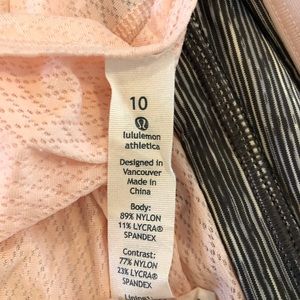 10
lululemon
athletica
Designed in
Vancouver
Made in
China
Body:
89% NYLON
11% LYCRA®
SPANDEX
Contrast:
77% NYLON
23% LYCRA®
SPANDEX